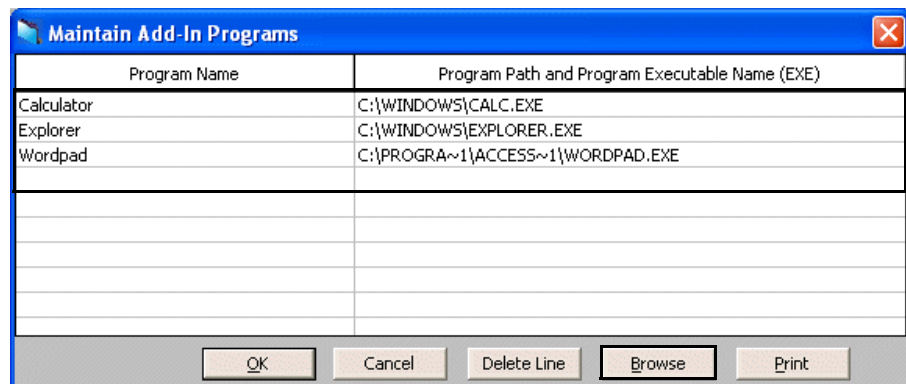 Maintain Add-In Programs
Program Name Program Path and Program Executable Name (EXE)
Calculator C:\WINDOWS\CALC.EXE
Explorer C:\WINDOWS\EXPLORER.EXE
Wordpad C:\PROGRA~1\ACCESS~1\WORDPAD.EXE
OK Cancel Delete Line Browse Print